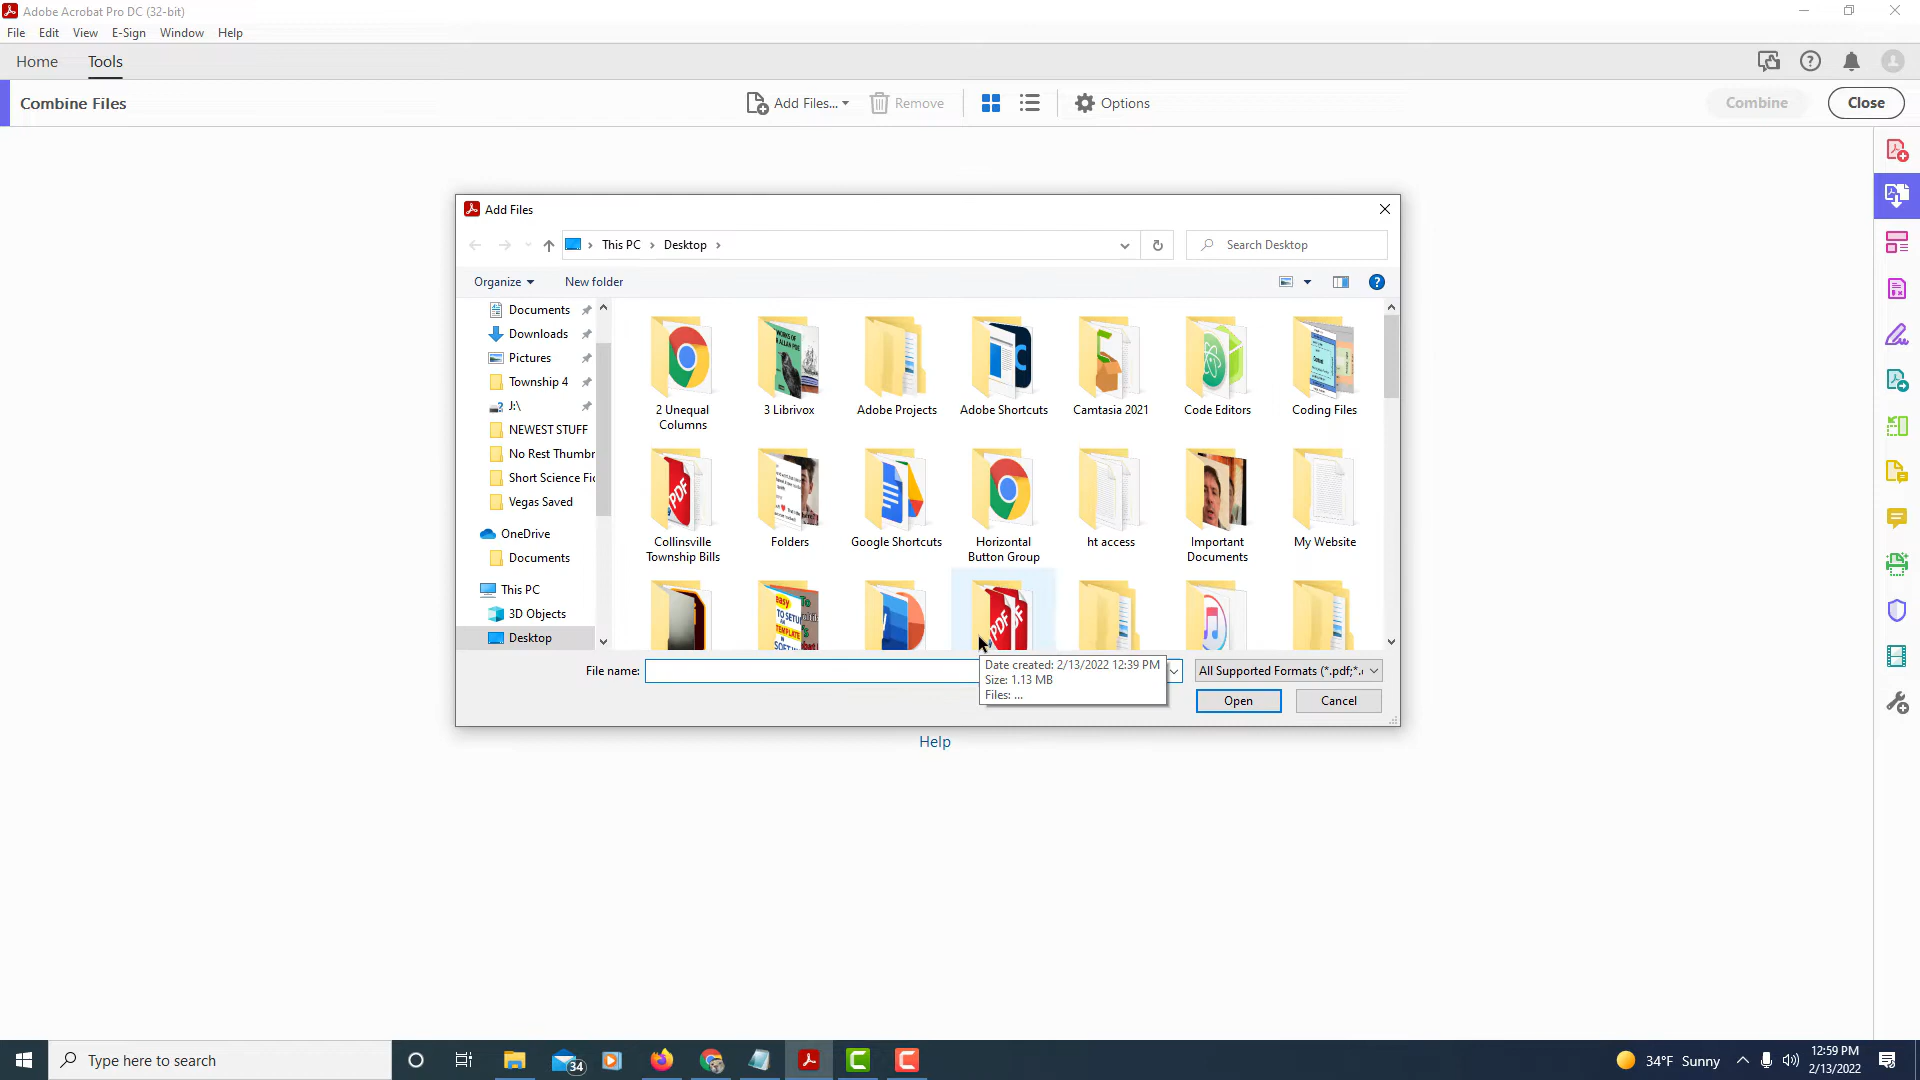 Adobe Acrobat Pro DC (32-bit)
File Edit View E-Sign Window Help
Home Tools
Combine Files Add Files... Remove Options Combine Close
Add Files
This PC Desktop Search Desktop
Organize New folder
Documents
Downloads
Pictures
Township 4
J:\
NEWEST STUFF
No Rest Thumbr
Short Science Fic
Vegas Saved
OneDrive
Documents
This PC
3D Objects
Desktop
2 Unequal Columns
3 Librivox
Adobe Projects
Adobe Shortcuts
Camtasia 2021
Code Editors
Coding Files
Collinsville Township Bills
Folders
Google Shortcuts
Horizontal Button Group
ht access
Important Documents
My Website
File name: All Supported Formats (*.pdf;*.
Date created: 2/13/2022 12:39 PM
Size: 1.13 MB
Files: ...
Open Cancel
Help
Type here to search 34 34°F Sunny 12:59 PM
2/13/2022